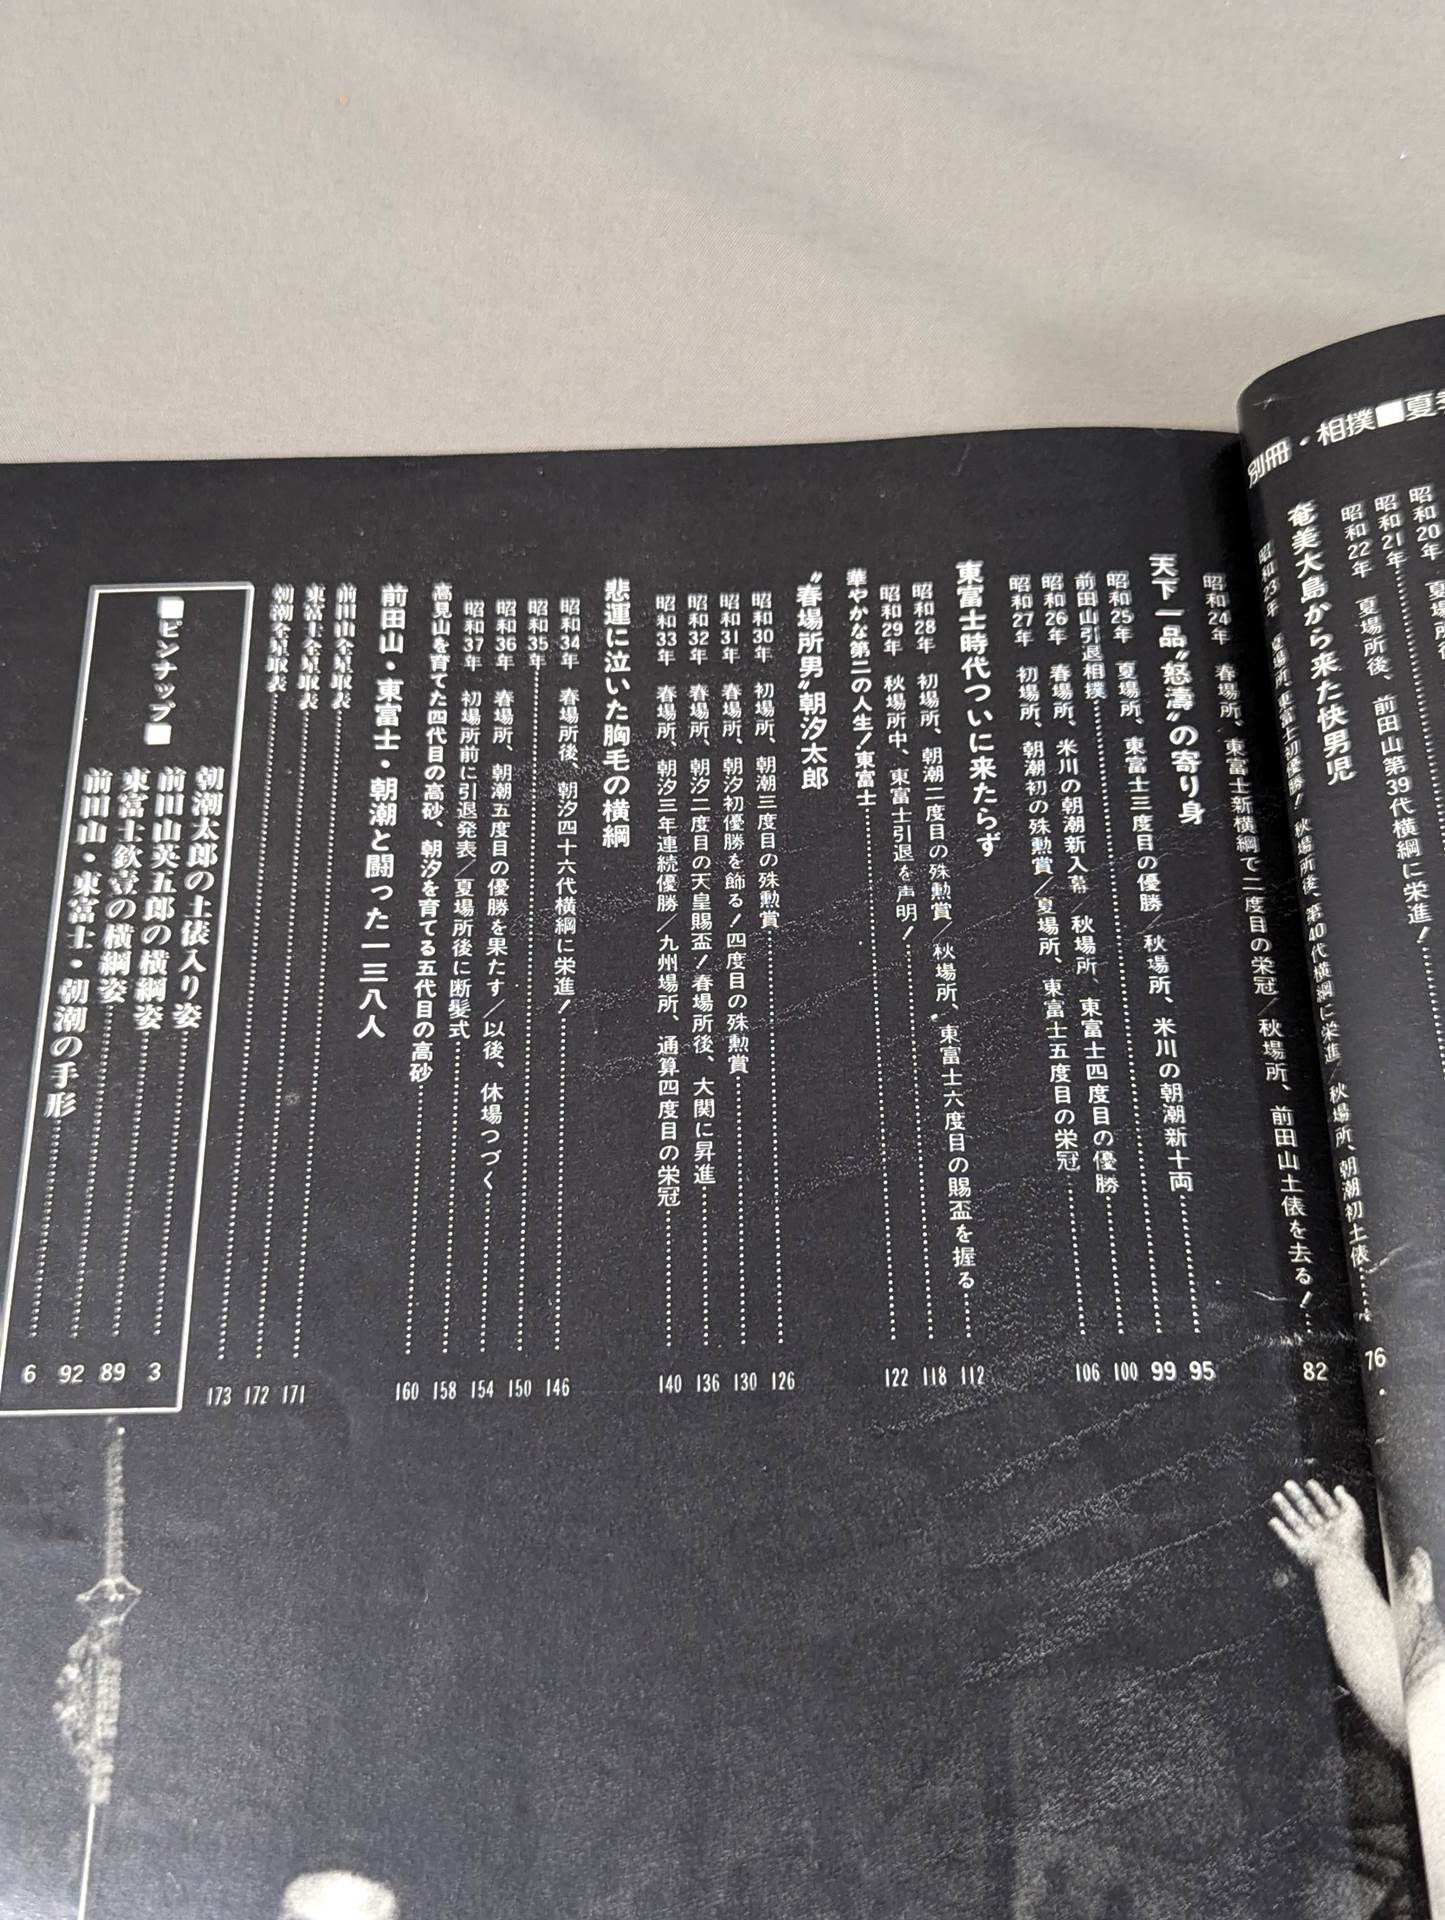 別冊・相撲■夏
昭和20年 夏場所
昭和21年
昭和22年 夏場所後、前田山第39代横綱に栄進!
奄美大島から来た快男児
昭和23年 夏場所、東富士初優勝! 秋場所後、第40代横綱に栄進/秋場所、朝潮初土俵 76
昭和24年 春場所、東富士新横綱で二度目の栄冠/秋場所、前田山土俵を去る! 82
天下一品〝怒濤〟の寄り身 95
前田山引退相撲 99
昭和25年 夏場所、東富士三度目の優勝 秋場所、米川の朝潮新十両
昭和26年 春場所、米川の朝潮新入幕/秋場所、東富士四度目の優勝 100
昭和27年 初場所、朝潮初の殊勲賞/夏場所、東富士五度目の栄冠 106
東富士時代ついに来たらず
昭和28年 初場所、朝潮二度目の殊勲賞/秋場所、東富士六度目の賜盃を握る 112
昭和29年 秋場所中、東富士引退を声明! 118
華やかな第二の人生!東富士 122
〝春場所男〟朝汐太郎
昭和30年 初場所、朝潮三度目の殊勲賞 126
昭和31年 春場所、朝汐初優勝を飾る!四度目の殊勲賞 130
昭和32年 春場所、朝汐二度目の天皇賜盃!春場所後、大関に昇進 136
昭和33年 春場所、朝汐三年連続優勝/九州場所、通算四度目の栄冠 140
悲運に泣いた胸毛の横綱
昭和34年 春場所後、朝汐四十六代横綱に栄進! 146
昭和35年 150
昭和36年 春場所、朝潮五度目の優勝を果たす/以後、休場つづく 154
昭和37年 初場所前に引退発表/夏場所後に断髪式 158
高見山を育てた四代目の高砂、朝汐を育てる五代目の高砂 160
前田山・東富士・朝潮と闘った一三八人
前田山全星取表 171
東富士全星取表 172
朝潮全星取表 173
■ピンナップ■
朝潮太郎の土俵入り姿 3
前田山英五郎の横綱姿 89
東富士欽壹の横綱姿 92
前田山・東富士・朝潮の手形 6